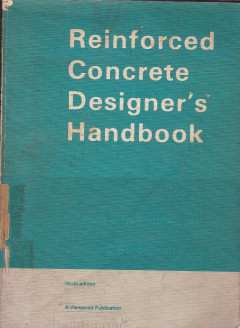 Reinforced
Concrete
Designer's
Handbook
Ninth edition
A Viewpoint Publication